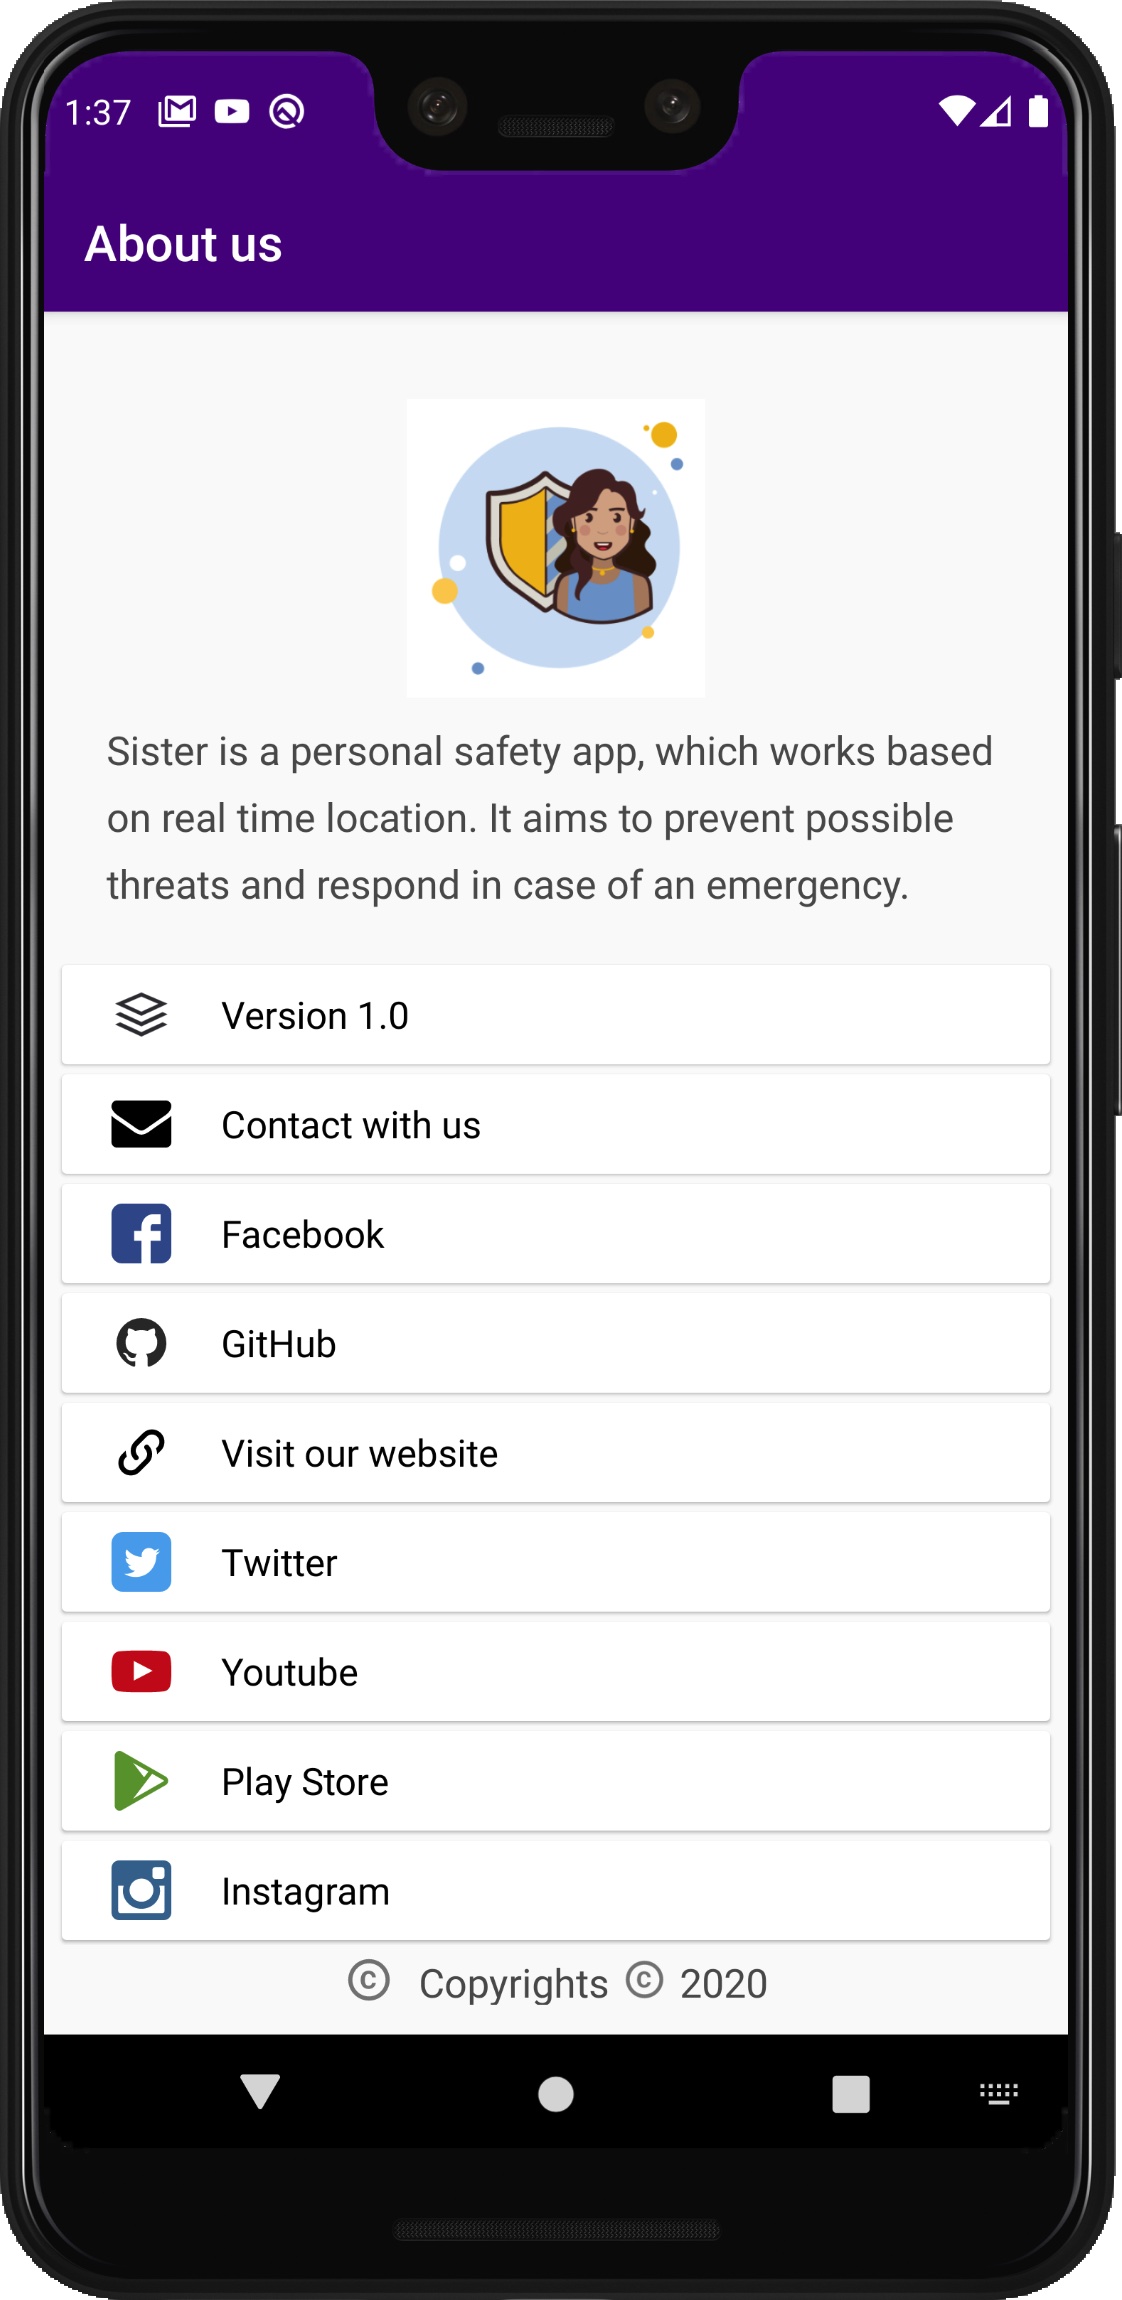 1:37
About us
Sister is a personal safety app, which works based
on real time location. It aims to prevent possible
threats and respond in case of an emergency.
Version 1.0
Contact with us
Facebook
GitHub
Visit our website
Twitter
Youtube
Play Store
Instagram
© Copyrights © 2020